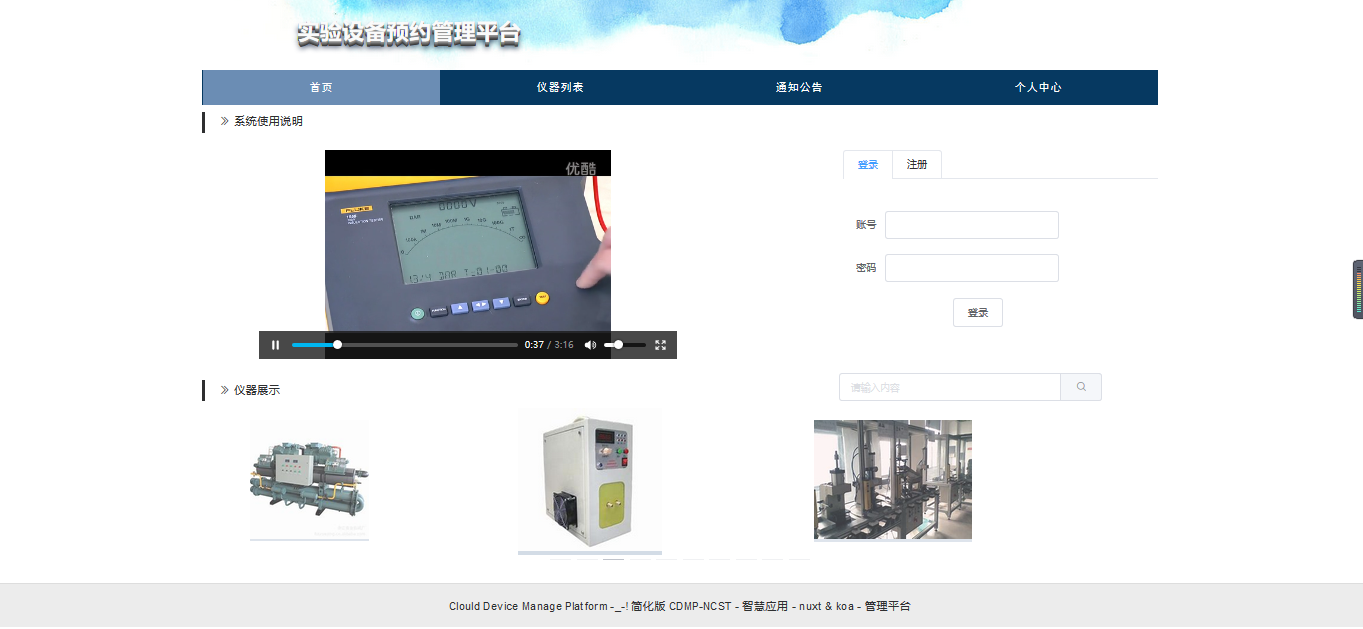 实验设备预约管理平台
首页
仪器列表
通知公告
个人中心
系统使用说明
优酷
FLUKE
0000V
登录
注册
账号
密码
登录
0:37 / 3:16
仪器展示
请输入内容
Clould Device Manage Platform -_-! 简化版 CDMP-NCST - 智慧应用 - nuxt & koa - 管理平台